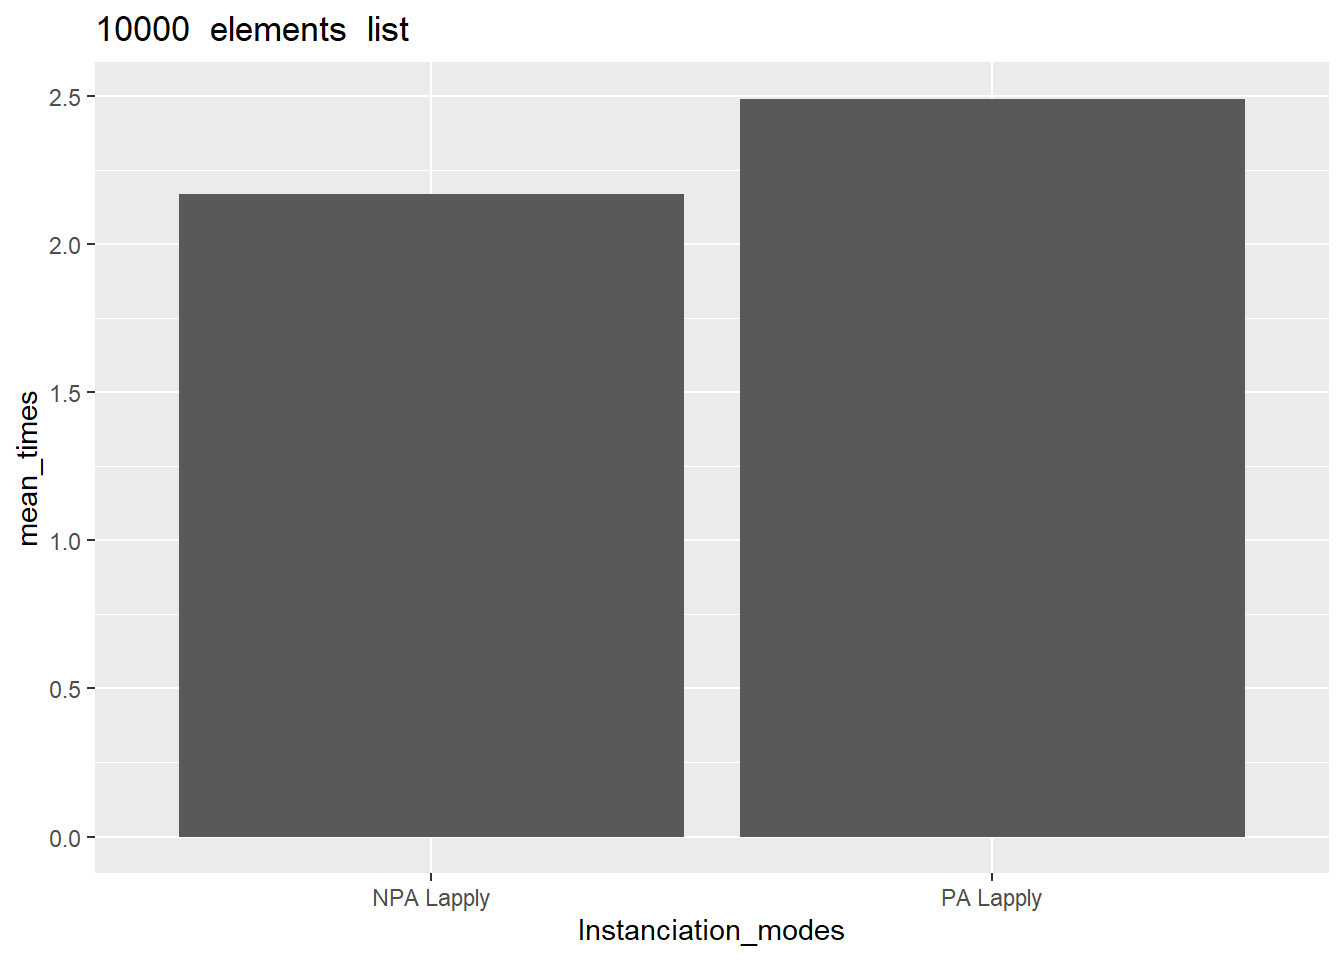 10000 elements list
2.5
2.0
1.5
1.0
0.5
0.0
mean_times
NPA Lapply
PA Lapply
Instanciation_modes